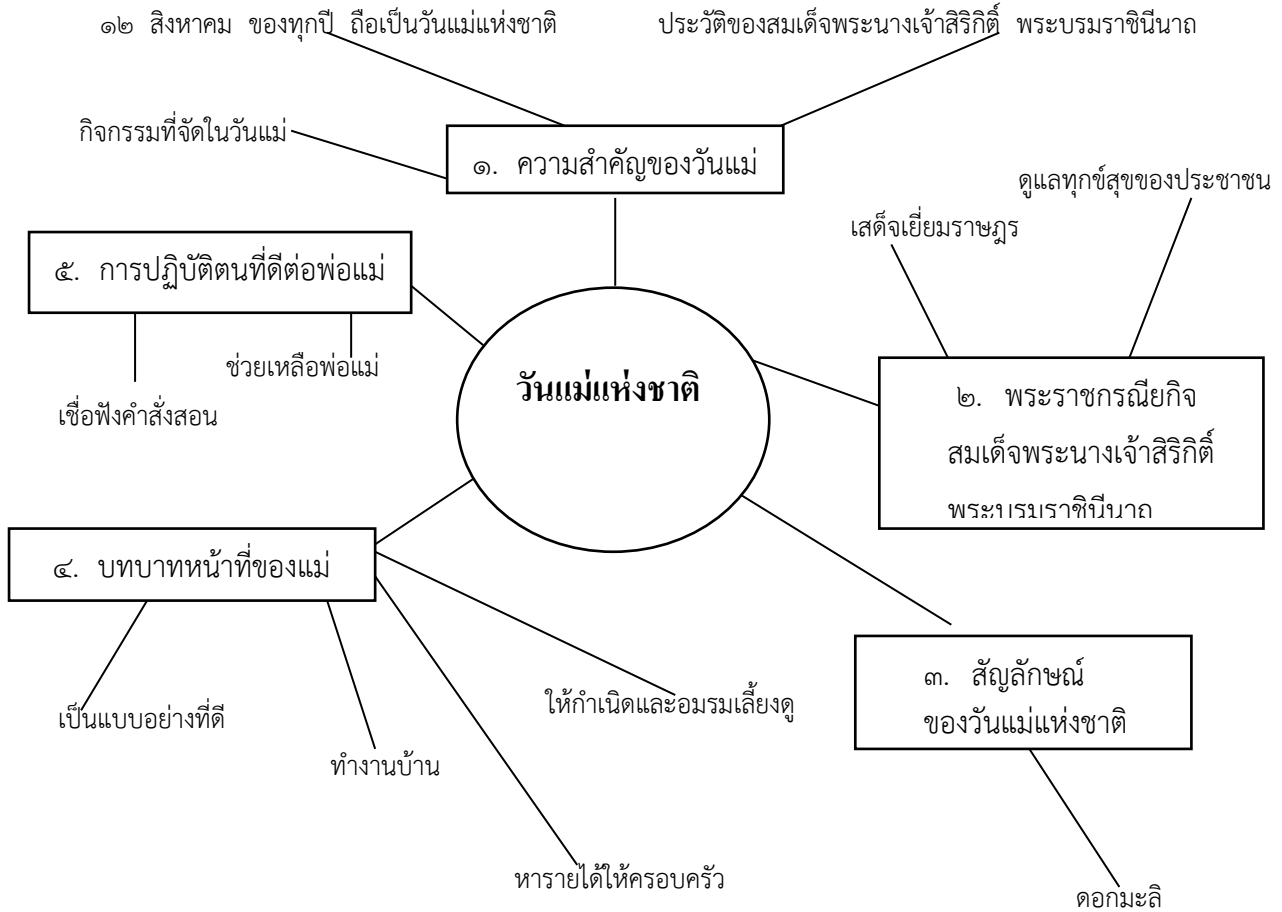 ๑๒ สิงหาคม ของทุกปี ถือเป็นวันแม่แห่งชาติ
ประวัติของสมเด็จพระนางเจ้าสิริกิติ์ พระบรมราชินีนาถ
กิจกรรมที่จัดในวันแม่
๑. ความสำคัญของวันแม่
ดูแลทุกข์สุขของประชาชน
เสด็จเยี่ยมราษฎร
๕. การปฏิบัติตนที่ดีต่อพ่อแม่
ช่วยเหลือพ่อแม่
เชื่อฟังคำสั่งสอน
วันแม่แห่งชาติ
๒. พระราชกรณียกิจ
สมเด็จพระนางเจ้าสิริกิติ์
พระบรมราชินีนาถ
๔. บทบาทหน้าที่ของแม่
เป็นแบบอย่างที่ดี
ทำงานบ้าน
ให้กำเนิดและอมรมเลี้ยงดู
หารายได้ให้ครอบครัว
๓. สัญลักษณ์
ของวันแม่แห่งชาติ
ดอกมะลิ